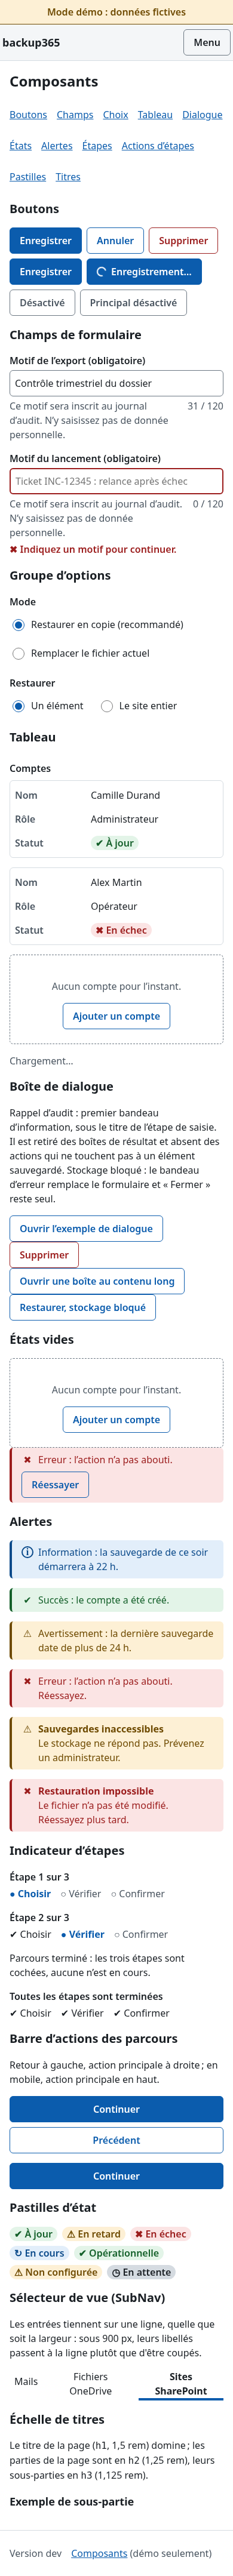 Mode démo : données fictives
backup365
Menu
Composants
Boutons Champs Choix Tableau Dialogue
États Alertes Étapes Actions d’étapes
Pastilles Titres
Boutons
Enregistrer Annuler Supprimer
Enregistrer Enregistrement…
Désactivé Principal désactivé
Champs de formulaire
Motif de l’export (obligatoire)
Contrôle trimestriel du dossier
Ce motif sera inscrit au journal 31 / 120
d’audit. N’y saisissez pas de donnée
personnelle.
Motif du lancement (obligatoire)
Ticket INC-12345 : relance après échec
Ce motif sera inscrit au journal d’audit. 0 / 120
N’y saisissez pas de donnée
personnelle.
✖ Indiquez un motif pour continuer.
Groupe d’options
Mode
Restaurer en copie (recommandé)
Remplacer le fichier actuel
Restaurer
Un élément Le site entier
Tableau
Comptes
Nom Camille Durand
Rôle Administrateur
Statut ✔ À jour
Nom Alex Martin
Rôle Opérateur
Statut ✖ En échec
Aucun compte pour l’instant.
Ajouter un compte
Chargement…
Boîte de dialogue
Rappel d’audit : premier bandeau
d’information, sous le titre de l’étape de saisie.
Il est retiré des boîtes de résultat et absent des
actions qui ne touchent pas à un élément
sauvegardé. Stockage bloqué : le bandeau
d’erreur remplace le formulaire et « Fermer »
reste seul.
Ouvrir l’exemple de dialogue
Supprimer
Ouvrir une boîte au contenu long
Restaurer, stockage bloqué
États vides
Aucun compte pour l’instant.
Ajouter un compte
✖ Erreur : l’action n’a pas abouti.
Réessayer
Alertes
Information : la sauvegarde de ce soir
démarrera à 22 h.
✔ Succès : le compte a été créé.
⚠ Avertissement : la dernière sauvegarde
date de plus de 24 h.
✖ Erreur : l’action n’a pas abouti.
Réessayez.
⚠ Sauvegardes inaccessibles
Le stockage ne répond pas. Prévenez
un administrateur.
✖ Restauration impossible
Le fichier n’a pas été modifié.
Réessayez plus tard.
Indicateur d’étapes
Étape 1 sur 3
● Choisir ○ Vérifier ○ Confirmer
Étape 2 sur 3
✔ Choisir ● Vérifier ○ Confirmer
Parcours terminé : les trois étapes sont
cochées, aucune n’est en cours.
Toutes les étapes sont terminées
✔ Choisir ✔ Vérifier ✔ Confirmer
Barre d’actions des parcours
Retour à gauche, action principale à droite ; en
mobile, action principale en haut.
Continuer
Précédent
Continuer
Pastilles d’état
✔ À jour ⚠ En retard ✖ En échec
↻ En cours ✔ Opérationnelle
⚠ Non configurée ◷ En attente
Sélecteur de vue (SubNav)
Les entrées tiennent sur une ligne, quelle que
soit la largeur : sous 900 px, leurs libellés
passent à la ligne plutôt que d’être coupés.
Mails Fichiers OneDrive Sites SharePoint
Échelle de titres
Le titre de la page (h1, 1,5 rem) domine ; les
parties de la page sont en h2 (1,25 rem), leurs
sous-parties en h3 (1,125 rem).
Exemple de sous-partie
Version dev Composants (démo seulement)